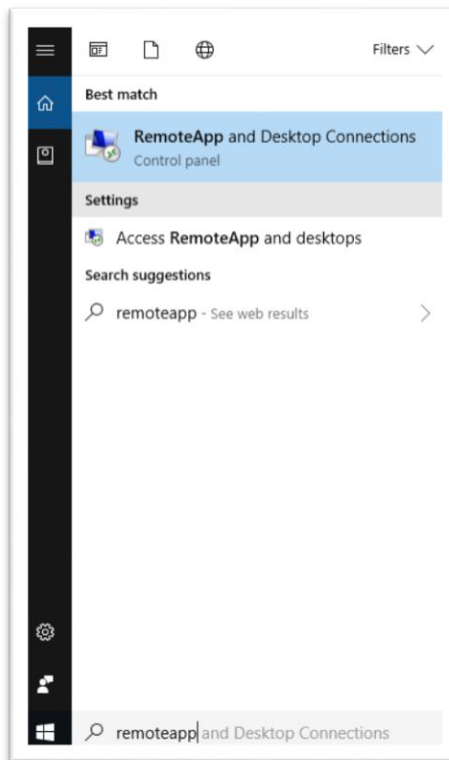 Filters
Best match
RemoteApp and Desktop Connections
Control panel
Settings
Access RemoteApp and desktops
Search suggestions
remoteapp - See web results
remoteapp and Desktop Connections